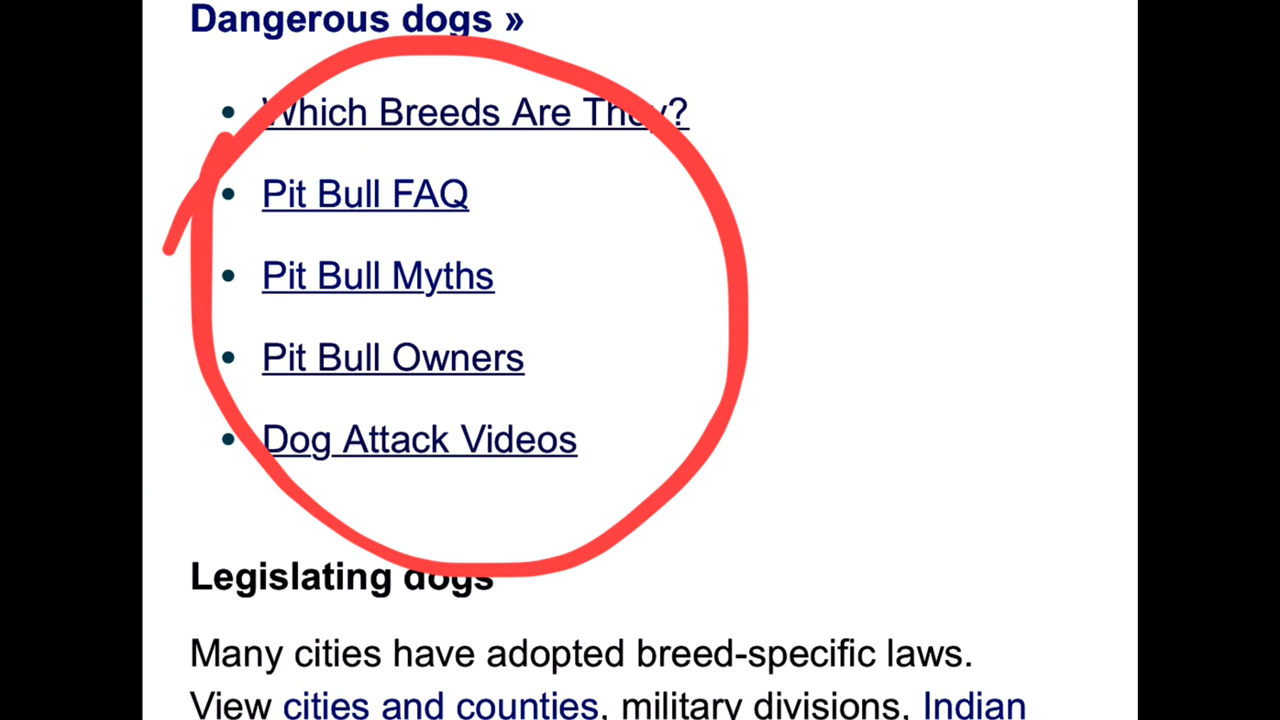 Dangerous dogs »
• Which Breeds Are They?
• Pit Bull FAQ
• Pit Bull Myths
• Pit Bull Owners
• Dog Attack Videos
Legislating dogs
Many cities have adopted breed-specific laws.
View cities and counties, military divisions, Indian